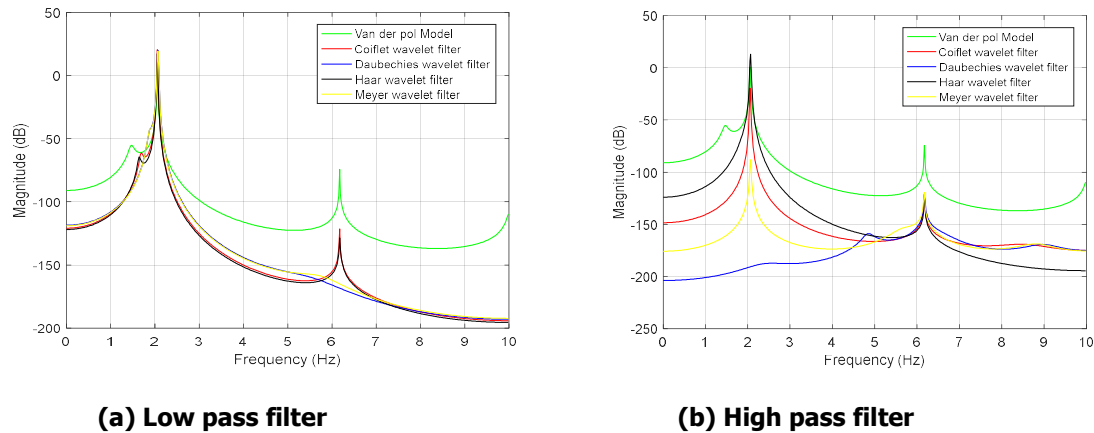 50
0
-50
-100
-150
-200
Magnitude (dB)
0 1 2 3 4 5 6 7 8 9 10
Frequency (Hz)
Van der pol Model
Coiflet wavelet filter
Daubechies wavelet filter
Haar wavelet filter
Meyer wavelet filter
(a) Low pass filter
50
0
-50
-100
-150
-200
-250
Magnitude (dB)
0 1 2 3 4 5 6 7 8 9 10
Frequency (Hz)
Van der pol Model
Coiflet wavelet filter
Daubechies wavelet filter
Haar wavelet filter
Meyer wavelet filter
(b) High pass filter